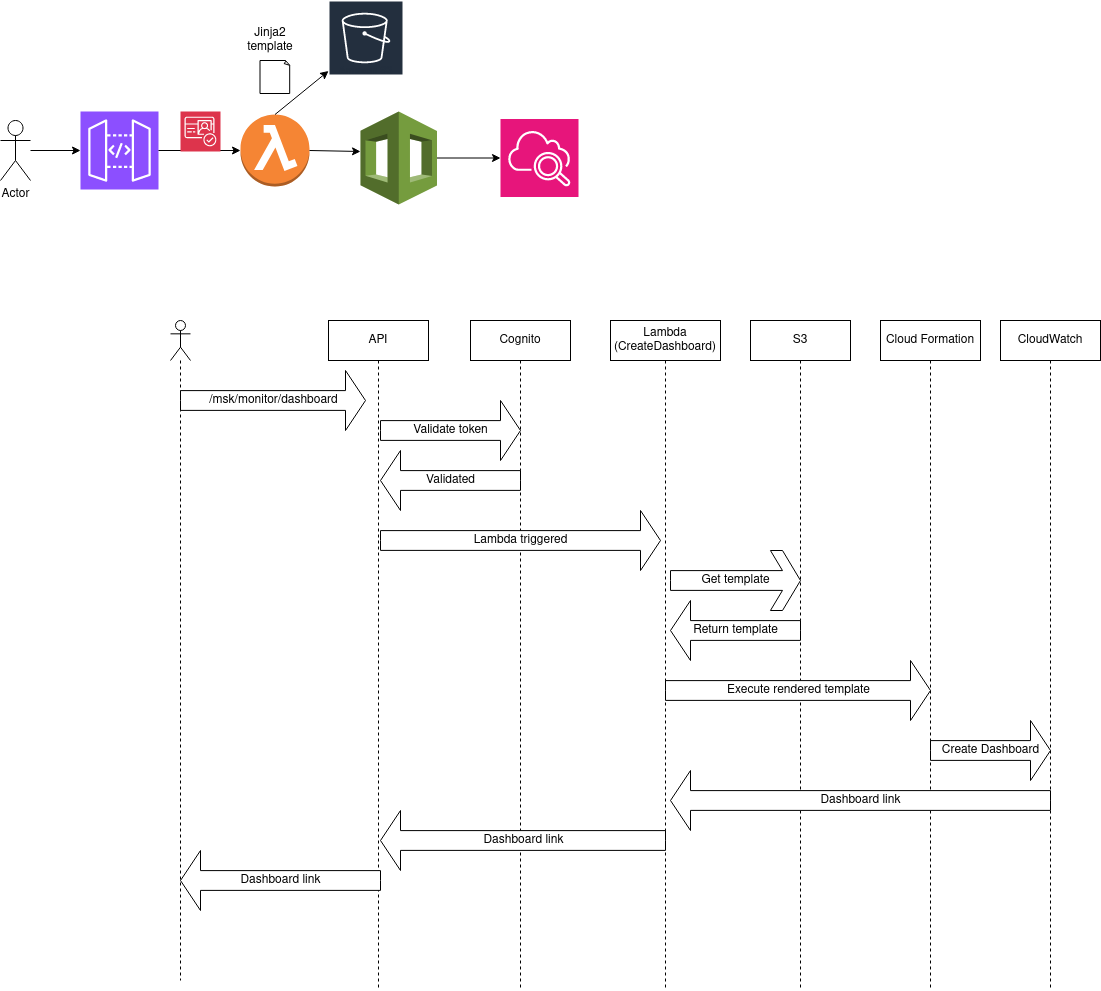 Jinja2
template
Actor
API
Cognito
Lambda
(CreateDashboard)
S3
Cloud Formation
CloudWatch
/msk/monitor/dashboard
Validate token
Validated
Lambda triggered
Get template
Return template
Execute rendered template
Create Dashboard
Dashboard link
Dashboard link
Dashboard link